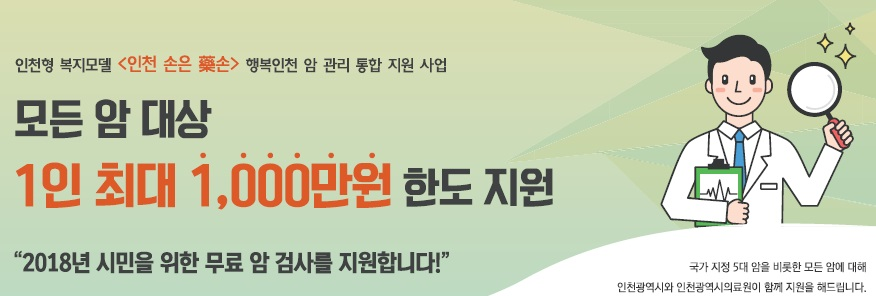 인천형 복지모델 <인천 손은 藥손> 행복인천 암 관리 통합 지원 사업
모든 암 대상
1인 최대 1,000만원 한도 지원
“2018년 시민을 위한 무료 암 검사를 지원합니다!”
국가 지정 5대 암을 비롯한 모든 암에 대해
인천광역시와 인천광역시의료원이 함께 지원을 해드립니다.